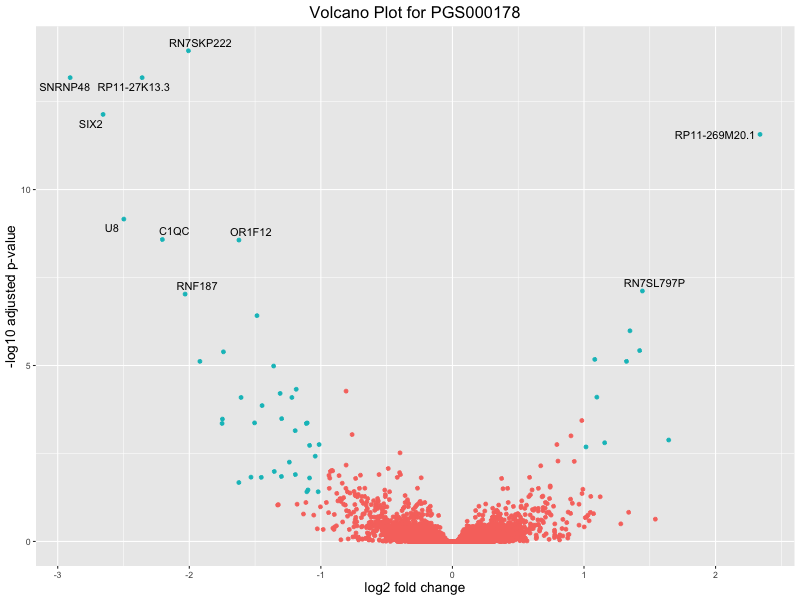 Volcano Plot for PGS000178
RN7SKP222
SNRNP48 RP11-27K13.3
SIX2
RP11-269M20.1
U8
C1QC
OR1F12
RNF187
RN7SL797P
10
5
0
-log10 adjusted p-value
-3 -2 -1 0 1 2
log2 fold change